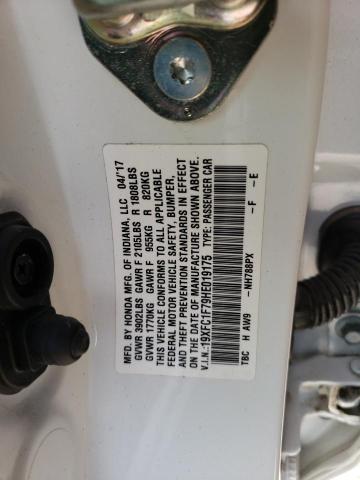 MFD. BY HONDA MFG. OF INDIANA, LLC 04/'17
GVWR 3902LBS GAWR F 2105LBS R 1808LBS
GVWR 1770KG GAWR F 955KG R 820KG
THIS VEHICLE CONFORMS TO ALL APPLICABLE
FEDERAL MOTOR VEHICLE SAFETY, BUMPER,
AND THEFT PREVENTION STANDARDS IN EFFECT
ON THE DATE OF MANUFACTURE SHOWN ABOVE.
V.I.N.: 19XFC1F79HE019175 TYPE: PASSENGER CAR
-NH788PX -F -E
TBC H AW9